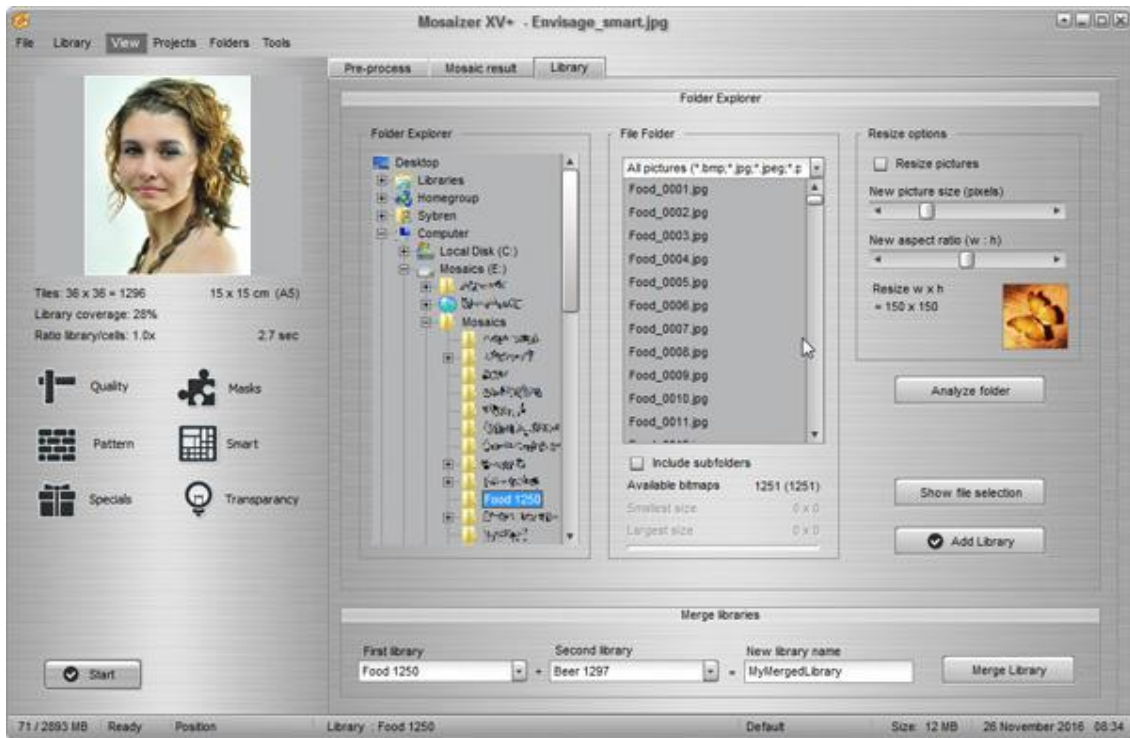 Mosaizer XV+ - Envisage_smart.jpg
File Library View Projects Folders Tools
Pre-process Mosaic result Library
Folder Explorer
Folder Explorer
Desktop
Libraries
Homegroup
Sybren
Computer
Local Disk (C:)
Mosaics (E:)
Mosaics
Food 1250
File Folder
All pictures (*.bmp;*.jpg;*.jpeg;*.p
Food_0001.jpg
Food_0002.jpg
Food_0003.jpg
Food_0004.jpg
Food_0005.jpg
Food_0006.jpg
Food_0007.jpg
Food_0008.jpg
Food_0009.jpg
Food_0010.jpg
Food_0011.jpg
Include subfolders
Available bitmaps 1251 (1251)
Smallest size 0 x 0
Largest size 0 x 0
Resize options
Resize pictures
New picture size (pixels)
New aspect ratio (w : h)
Resize w x h
= 150 x 150
Analyze folder
Show file selection
Add Library
Tiles: 36 x 36 = 1296 15 x 15 cm (A5)
Library coverage: 28%
Ratio library/cells: 1.0x 2.7 sec
Quality Masks
Pattern Smart
Specials Transparency
Start
Merge libraries
First library Second library New library name
Food 1250 + Beer 1297 = MyMergedLibrary Merge Library
71 / 2893 MB Ready Position Library : Food 1250 Default Size: 12 MB 26 November 2016 08:34